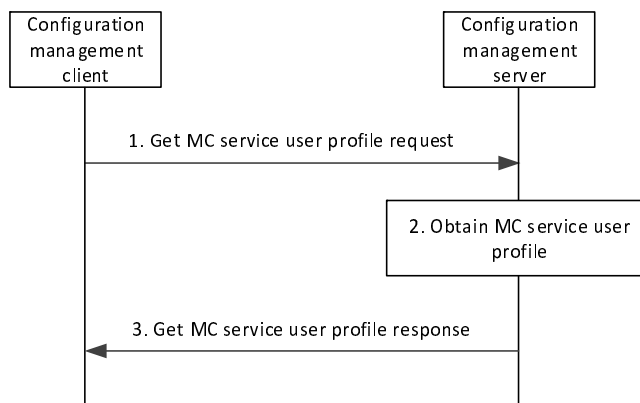 Configuration
management
client
Configuration
management
server
1. Get MC service user profile request
2. Obtain MC service user
profile
3. Get MC service user profile response